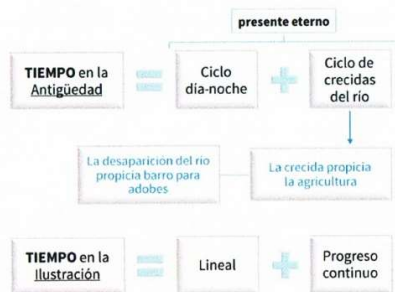 presente eterno
TIEMPO en la
Antigüedad
Ciclo
día-noche
Ciclo de
crecidas
del río
La desaparición del río
propicia barro para
adobes
La crecida propicia
la agricultura
TIEMPO en la
Ilustración
Lineal
Progreso
continuo